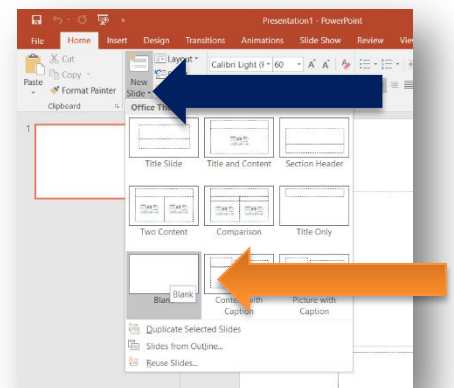 Presentation1 - PowerPoint
File Home Insert Design Transitions Animations Slide Show Review
Cut
Copy
Format Painter
Paste
Clipboard
New
Slide
Layout
Calibri Light 60
Office
1
Title Slide Title and Content Section Header
Two Content Comparison Title Only
Blank
Content with
Caption
Picture with
Caption
Duplicate Selected Slides
Slides from Outline...
Reuse Slides...